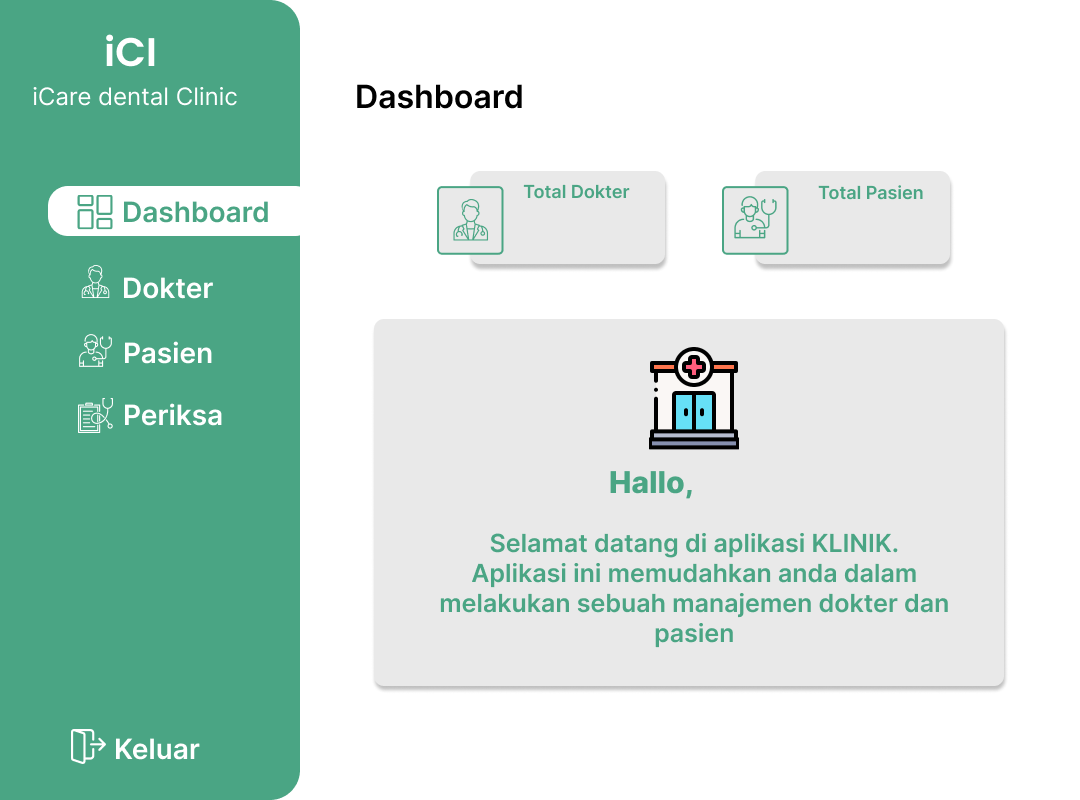 iCl
iCare dental Clinic
Dashboard
Dokter
Pasien
Periksa
Keluar
Dashboard
Total Dokter
Total Pasien
Hallo,
Selamat datang di aplikasi KLINIK.
Aplikasi ini memudahkan anda dalam
melakukan sebuah manajemen dokter dan
pasien